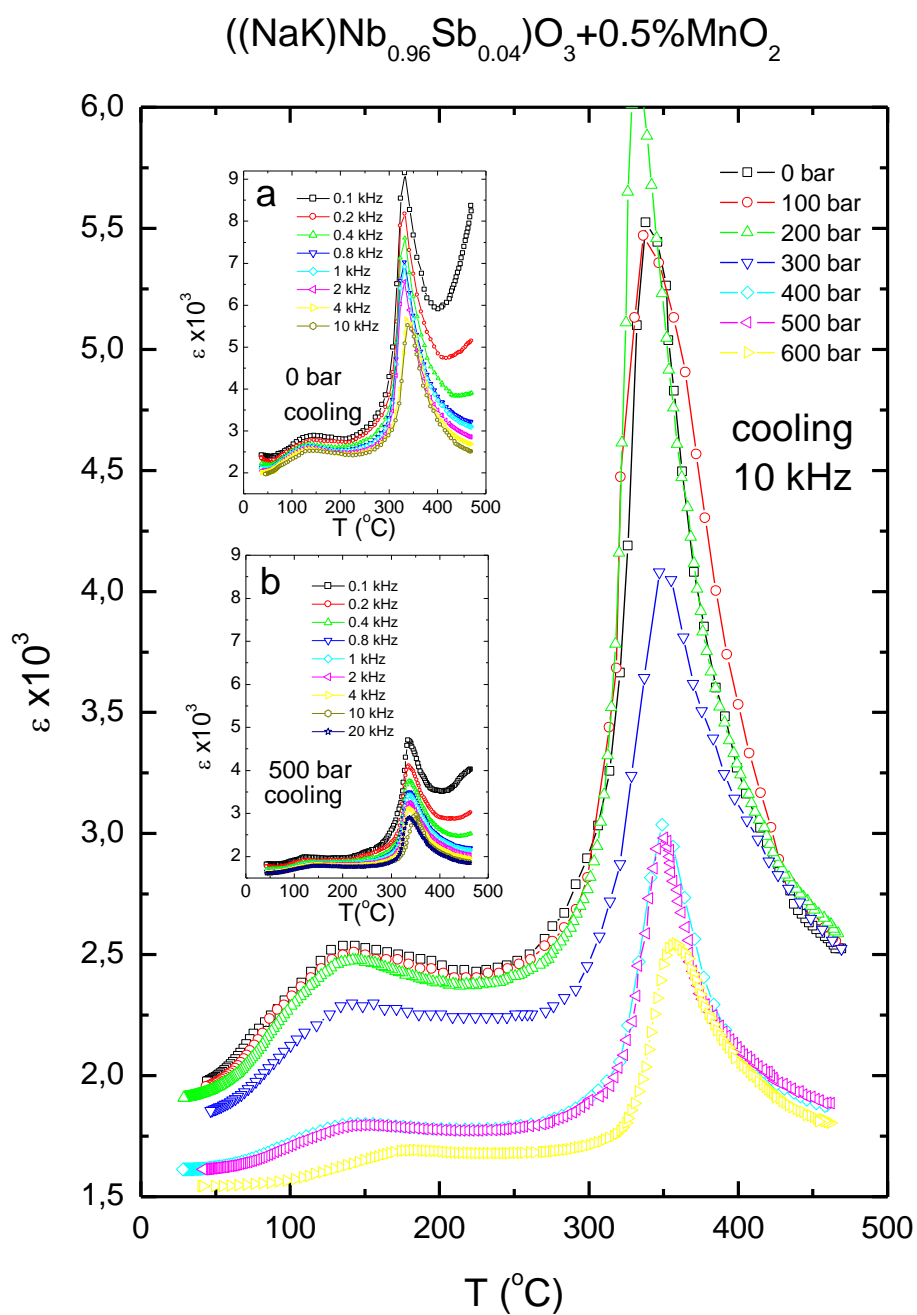 ((NaK)Nb0.96Sb0.04)O3+0.5%MnO2
6,0
5,5
5,0
4,5
4,0
3,5
3,0
2,5
2,0
1,5
ε x10³
0
100
200
300
400
500
T (°C)
0 bar
100 bar
200 bar
300 bar
400 bar
500 bar
600 bar
cooling
10 kHz
a
9
8
7
6
5
4
3
2
ε x10³
0.1 kHz
0.2 kHz
0.4 kHz
0.8 kHz
1 kHz
2 kHz
4 kHz
10 kHz
0 bar
cooling
0 100 200 300 400 500
T (°C)
b
9
8
7
6
5
4
3
2
ε x10³
0.1 kHz
0.2 kHz
0.4 kHz
0.8 kHz
1 kHz
2 kHz
4 kHz
10 kHz
20 kHz
500 bar
cooling
0 100 200 300 400 500
T(°C)